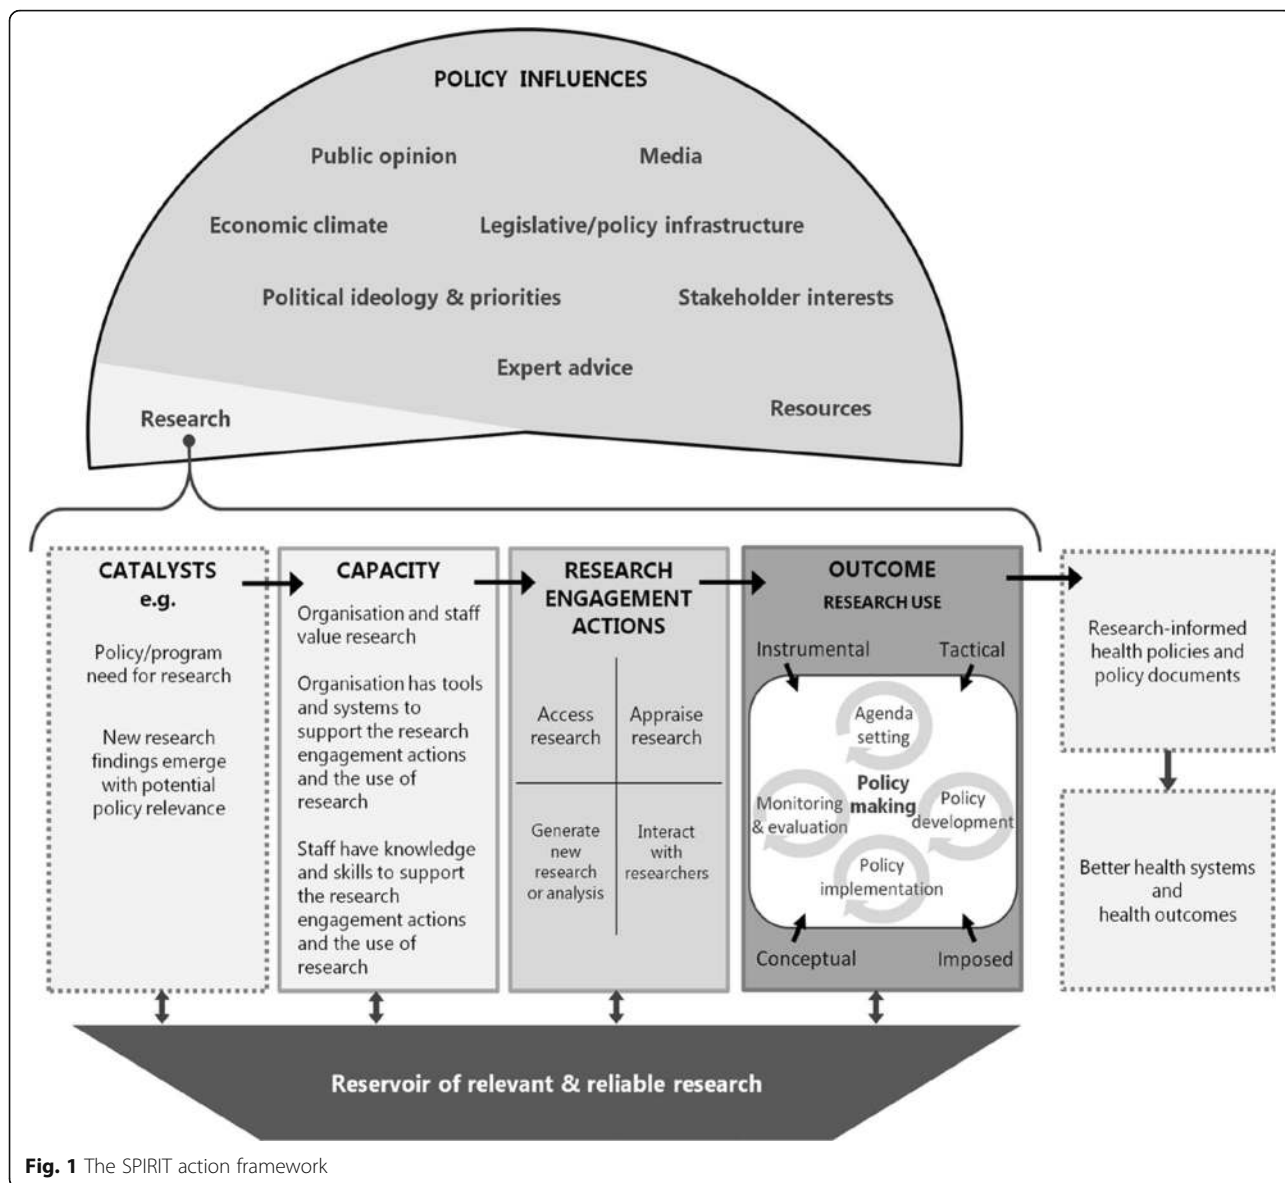 POLICY INFLUENCES
Public opinion
Media
Economic climate
Legislative/policy infrastructure
Political ideology & priorities
Stakeholder interests
Expert advice
Resources
Research
CATALYSTS
e.g.
Policy/program
need for research
New research
findings emerge
with potential
policy relevance
CAPACITY
Organisation and staff
value research
Organisation has tools
and systems to
support the research
engagement actions
and the use of
research
Staff have knowledge
and skills to support
the research
engagement actions
and the use of
research
RESEARCH
ENGAGEMENT
ACTIONS
Access
research
Appraise
research
Generate
new
research
or analysis
Interact
with
researchers
OUTCOME
RESEARCH USE
Instrumental
Tactical
Agenda
setting
Policy
making
Monitoring
& evaluation
Policy
development
Policy
implementation
Conceptual
Imposed
Research-informed
health policies and
policy documents
Better health systems
and
health outcomes
Reservoir of relevant & reliable research
Fig. 1 The SPIRIT action framework